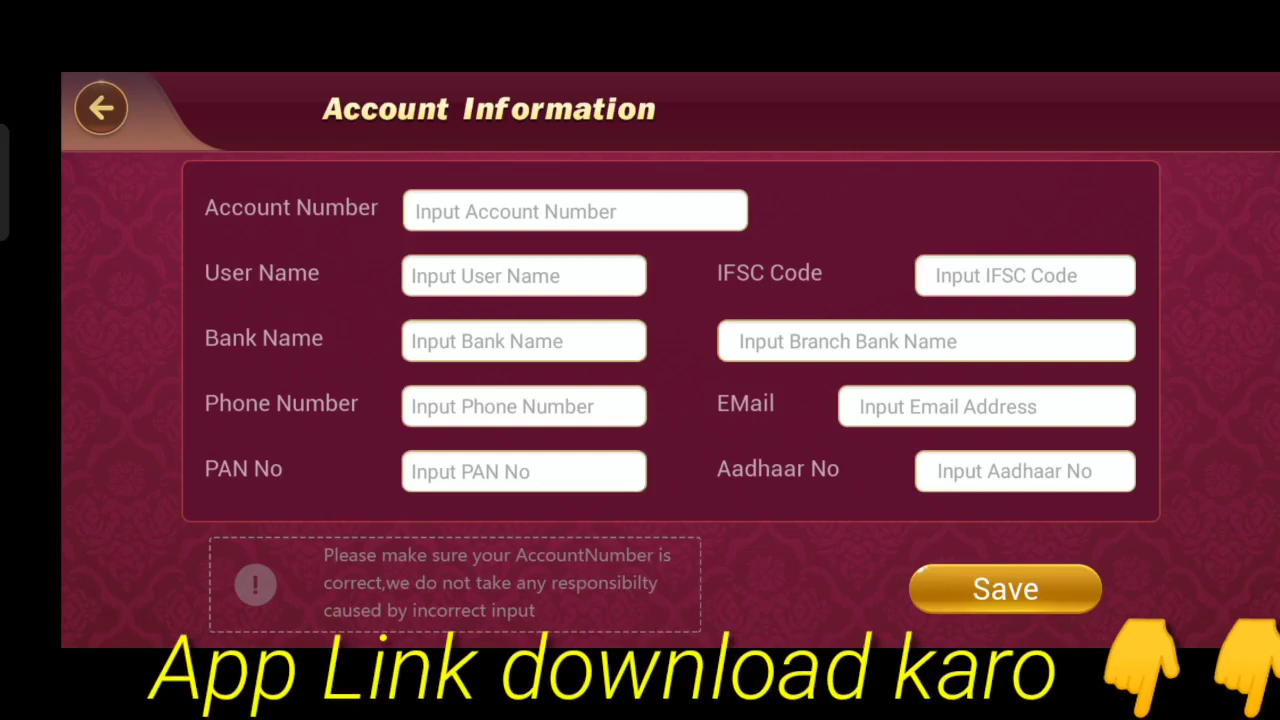 Account Information
Account Number Input Account Number
User Name Input User Name IFSC Code Input IFSC Code
Bank Name Input Bank Name Input Branch Bank Name
Phone Number Input Phone Number EMail Input Email Address
PAN No Input PAN No Aadhaar No Input Aadhaar No
Please make sure your AccountNumber is
correct,we do not take any responsibilty
caused by incorrect input
Save
App Link download karo 👇👇